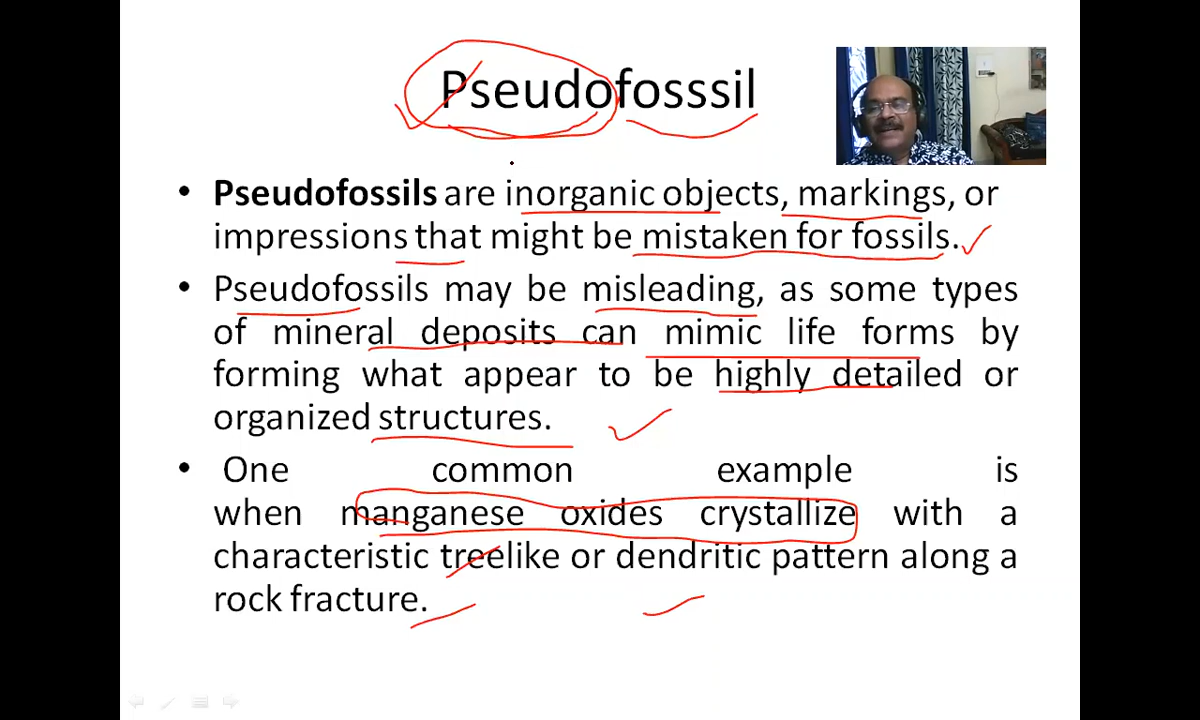 Pseudofosssil
• Pseudofossils are inorganic objects, markings, or
impressions that might be mistaken for fossils.
• Pseudofossils may be misleading, as some types
of mineral deposits can mimic life forms by
forming what appear to be highly detailed or
organized structures.
• One common example is
when manganese oxides crystallize with a
characteristic treelike or dendritic pattern along a
rock fracture.